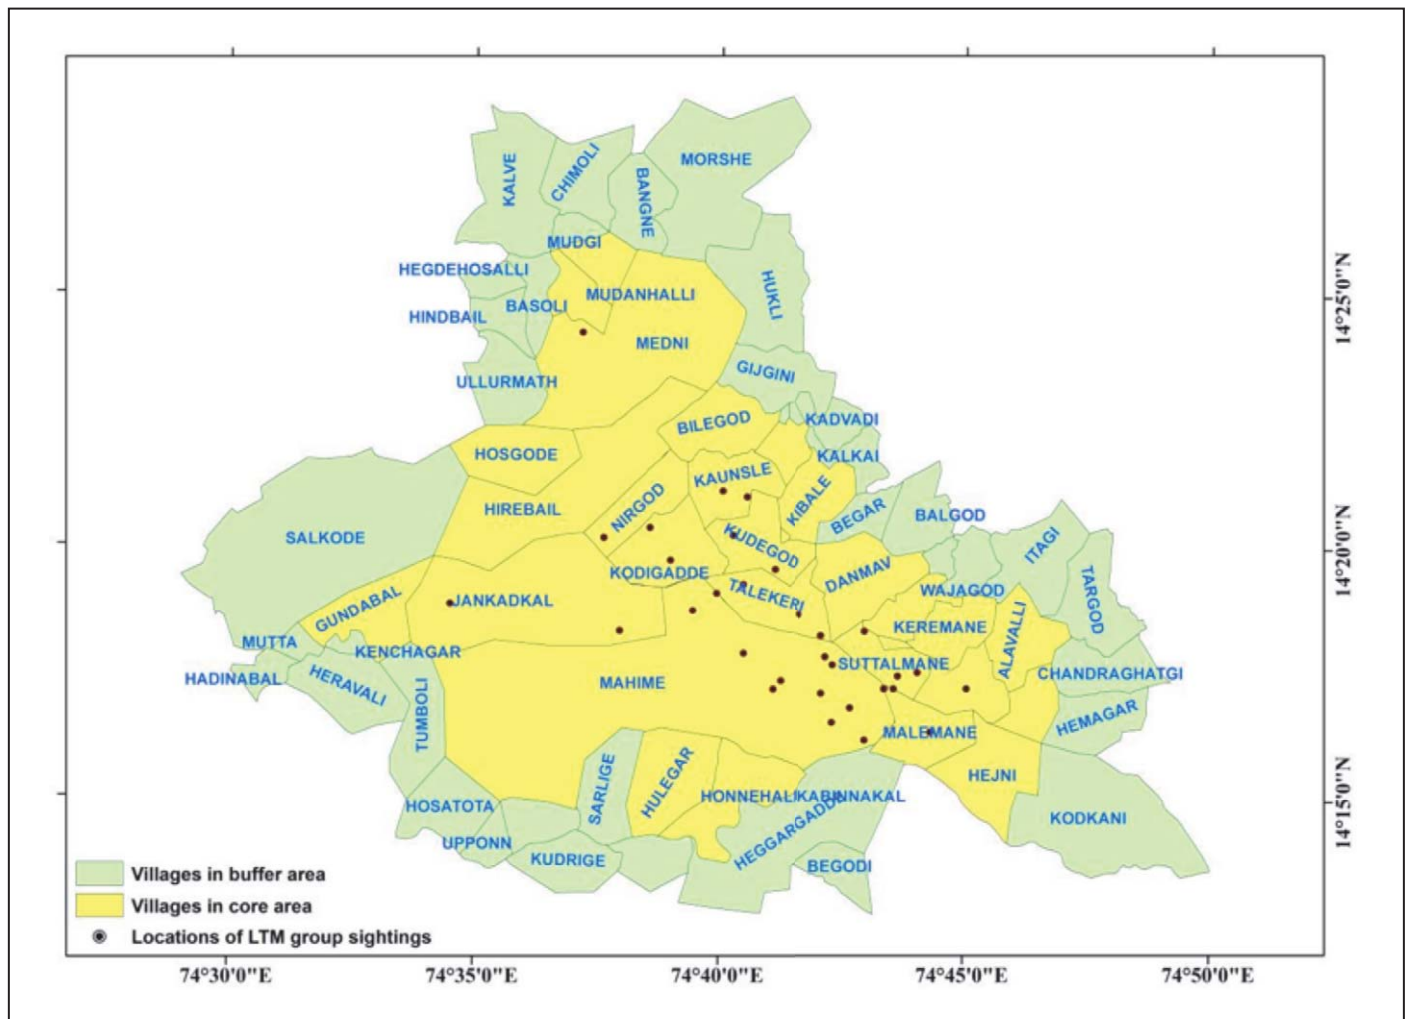 MORSHE
KALVE
CHIMOLI
BANGNE
MUDGI
HEGDEHOSALLI
MUDANHALLI
HUKLI
BASOLI
HINDBAIL
MEDNI
GIJGINI
ULLURMATH
BILEGOD
KADVADI
HOSGODE
KALKAI
KAUNSLE
KIBALE
NIRGOD
HIREBAIL
BEGAR
BALGOD
SALKODE
KUDEGOD
ITAGI
KODIGADDE
DANMAV
TARGOD
TALEKERI
WAJAGOD
GUNDABAL
JANKADKAL
KEREMANE
ALAVALLI
MUTTA
KENCHAGAR
SUTTALMANE
CHANDRAGHATGI
HADINABAL
HERAVALI
MAHIME
TUMBOLI
HEMAGAR
MALEMANE
HEJNI
SARLIGE
HULEGAR
HOSATOTA
HONNEHALI
KABINNAKAL
KODKANI
UPPONN
KUDRIGE
HEGGARGADDE
BEGODI
Villages in buffer area
Villages in core area
Locations of LTM group sightings
14°25'0"N
14°20'0"N
14°15'0"N
74°30'0"E 74°35'0"E 74°40'0"E 74°45'0"E 74°50'0"E